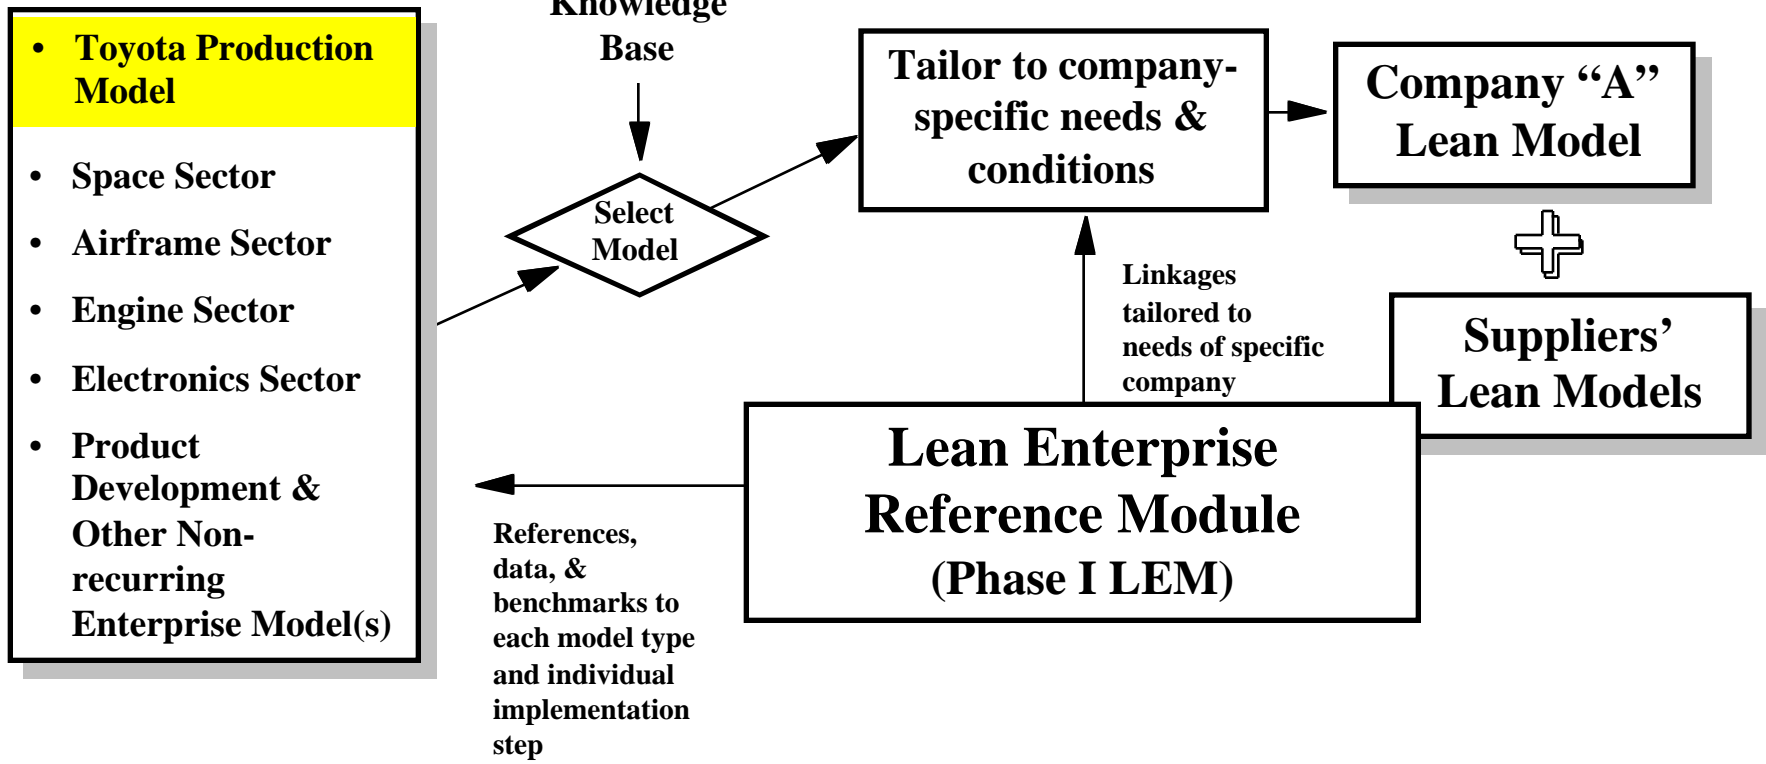 • Toyota Production
Model
• Space Sector
• Airframe Sector
• Engine Sector
• Electronics Sector
• Product
Development &
Other Non-
recurring
Enterprise Model(s)
Knowledge
Base
Select
Model
Tailor to company-
specific needs &
conditions
Company “A”
Lean Model
Linkages
tailored to
needs of specific
company
Suppliers’
Lean Models
Lean Enterprise
Reference Module
(Phase I LEM)
References,
data, &
benchmarks to
each model type
and individual
implementation
step